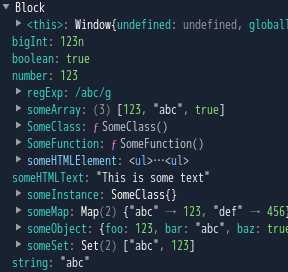 Block
<this>: Window{undefined: undefined, globall
bigInt: 123n
boolean: true
number: 123
regExp: /abc/g
someArray: (3) [123, "abc", true]
SomeClass: ƒ SomeClass()
SomeFunction: ƒ SomeFunction()
someHTMLElement: <ul>⋯<ul>
someHTMLText: "This is some text"
someInstance: SomeClass{}
someMap: Map(2) {"abc" → 123, "def" → 456}
someObject: {foo: 123, bar: "abc", baz: true
someSet: Set(2) ["abc", 123]
string: "abc"